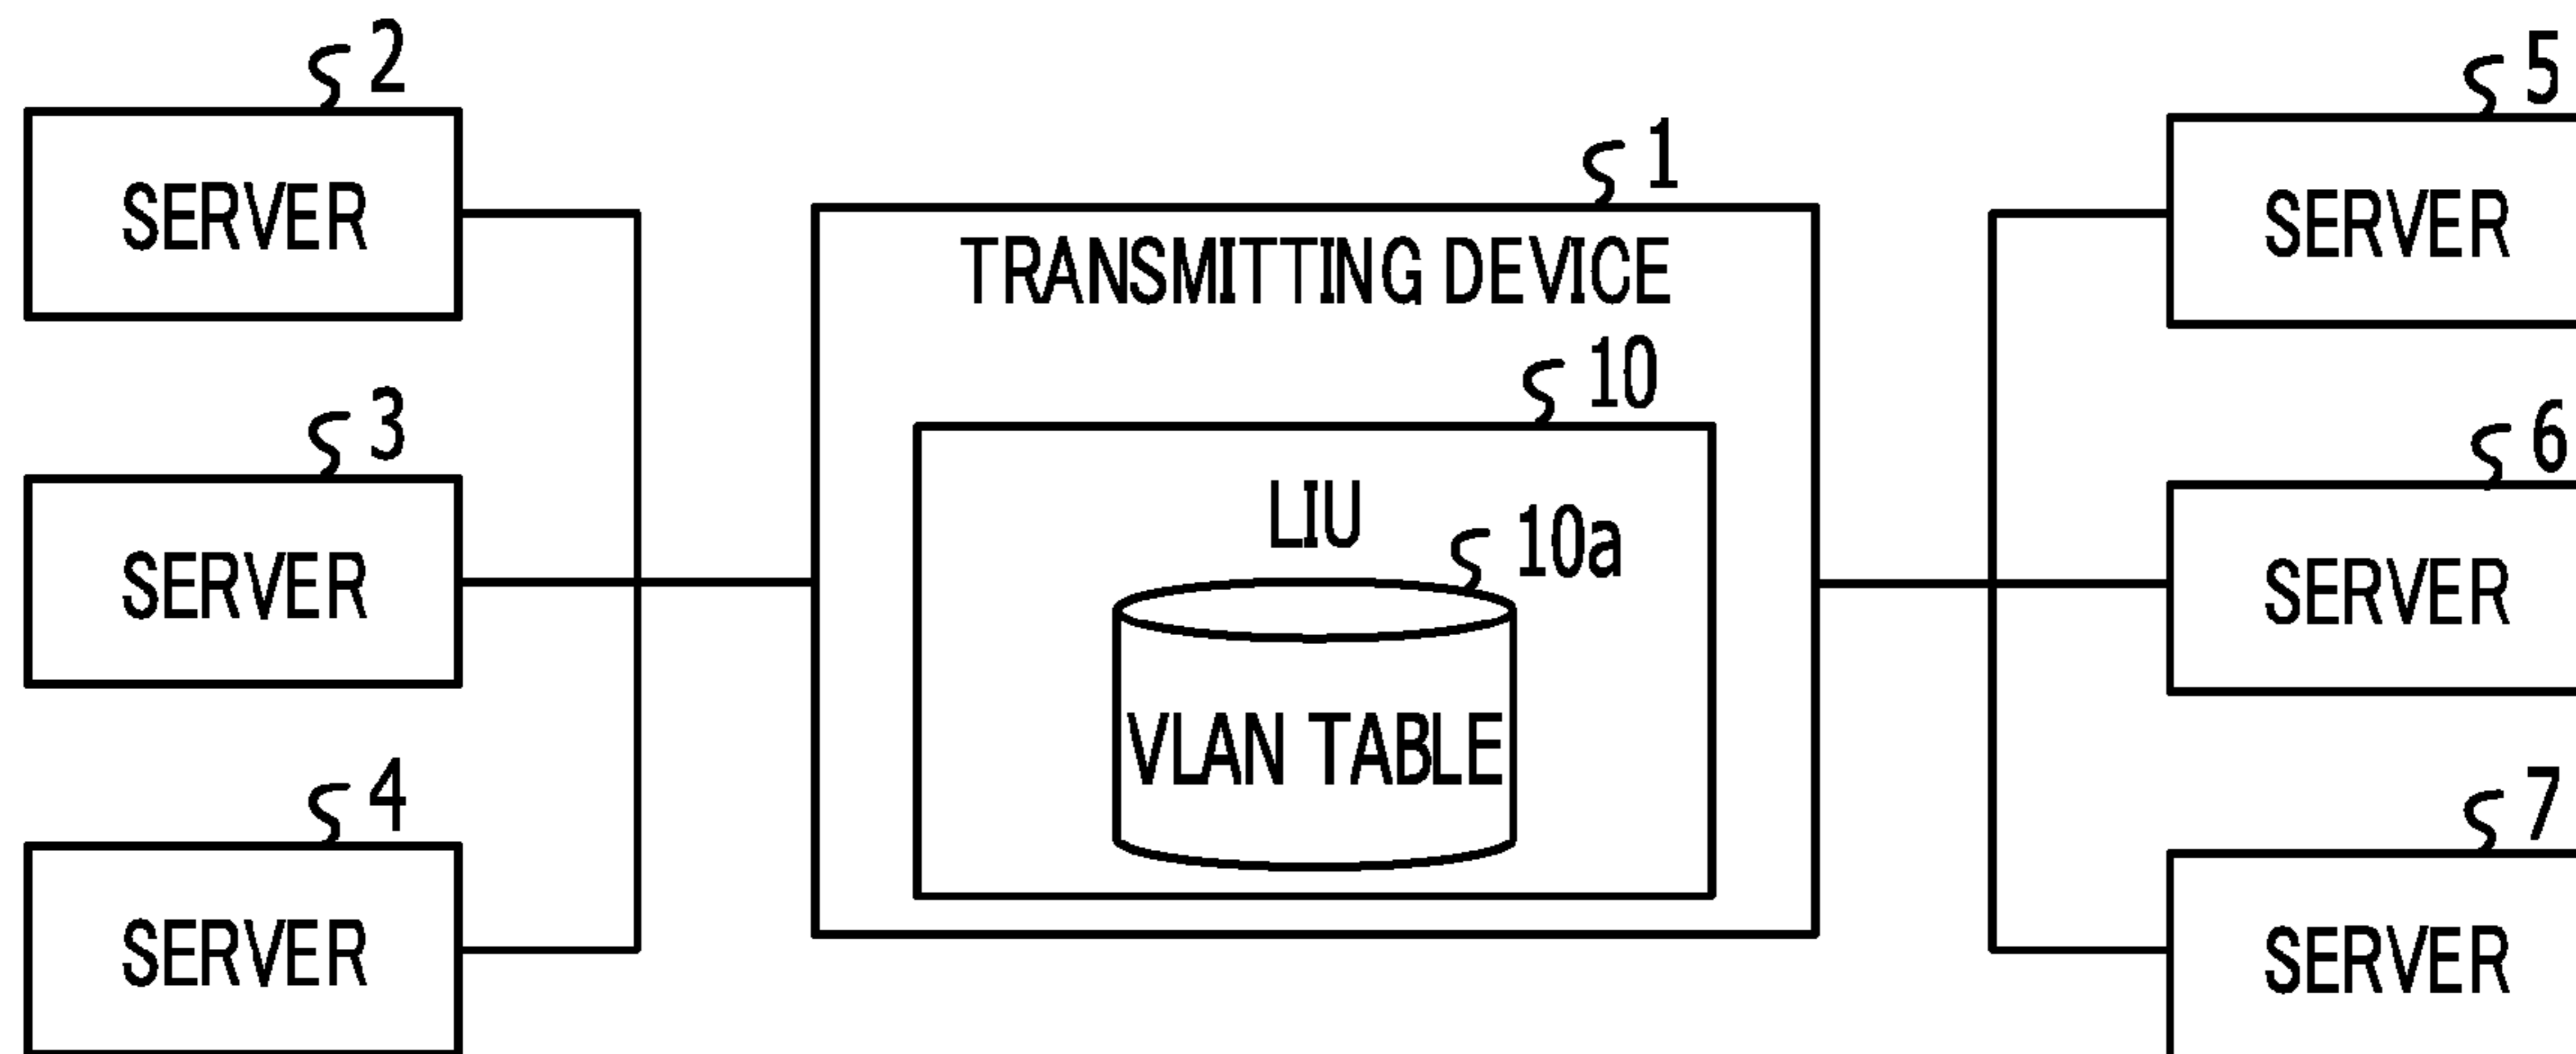 2
SERVER
3
SERVER
4
SERVER
1
TRANSMITTING DEVICE
10
LIU
10a
VLAN TABLE
5
SERVER
6
SERVER
7
SERVER